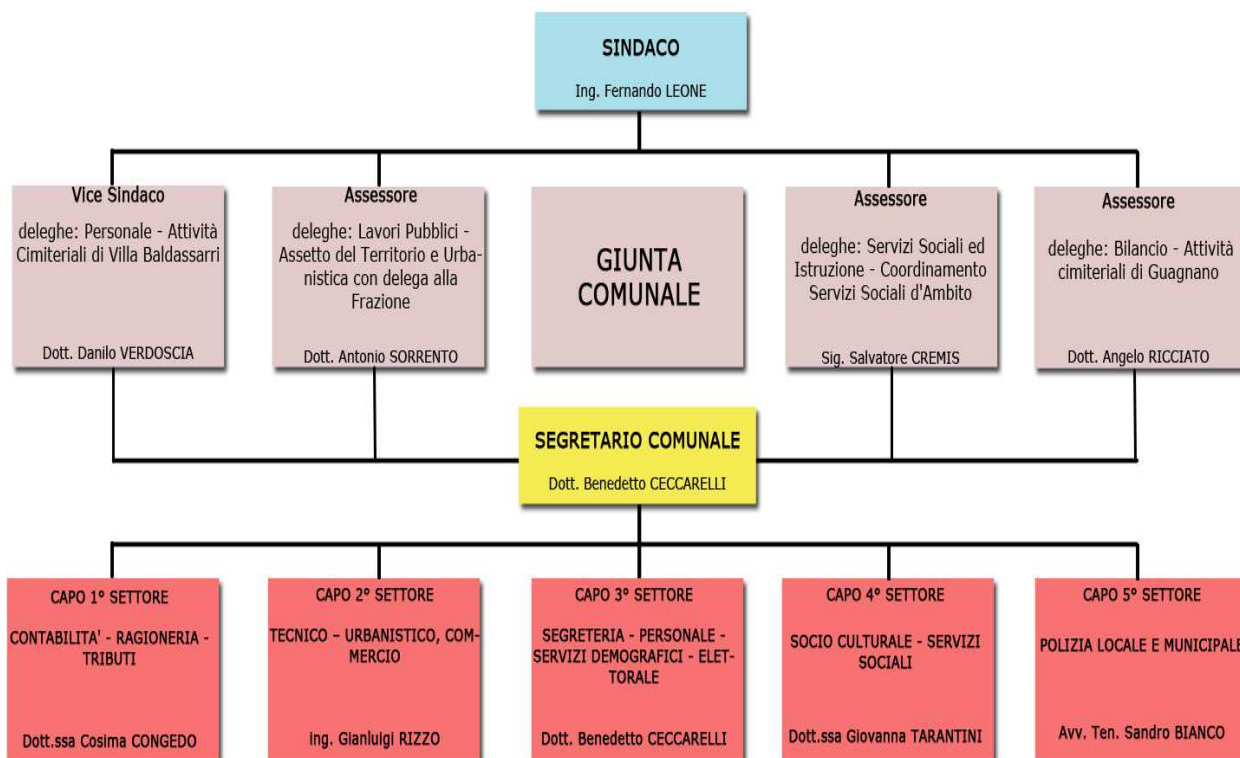 SINDACO
Ing. Fernando LEONE
Vice Sindaco
deleghe: Personale - Attività
Cimiteriali di Villa Baldassarri
Dott. Danilo VERDOSCIA
Assessore
deleghe: Lavori Pubblici -
Assetto del Territorio e Urba-
nistica con delega alla
Frazione
Dott. Antonio SORRENTO
GIUNTA
COMUNALE
Assessore
deleghe: Servizi Sociali ed
Istruzione - Coordinamento
Servizi Sociali d'Ambito
Sig. Salvatore CREMIS
Assessore
deleghe: Bilancio - Attività
cimiteriali di Guagnano
Dott. Angelo RICCIATO
SEGRETARIO COMUNALE
Dott. Benedetto CECCARELLI
CAPO 1° SETTORE
CONTABILITA' - RAGIONERIA -
TRIBUTI
Dott.ssa Cosima CONGEDO
CAPO 2° SETTORE
TECNICO – URBANISTICO, COM-
MERCIO
ing. Gianluigi RIZZO
CAPO 3° SETTORE
SEGRETERIA - PERSONALE -
SERVIZI DEMOGRAFICI - ELET-
TORALE
Dott. Benedetto CECCARELLI
CAPO 4° SETTORE
SOCIO CULTURALE - SERVIZI
SOCIALI
Dott.ssa Giovanna TARANTINI
CAPO 5° SETTORE
POLIZIA LOCALE E MUNICIPALE
Avv. Ten. Sandro BIANCO